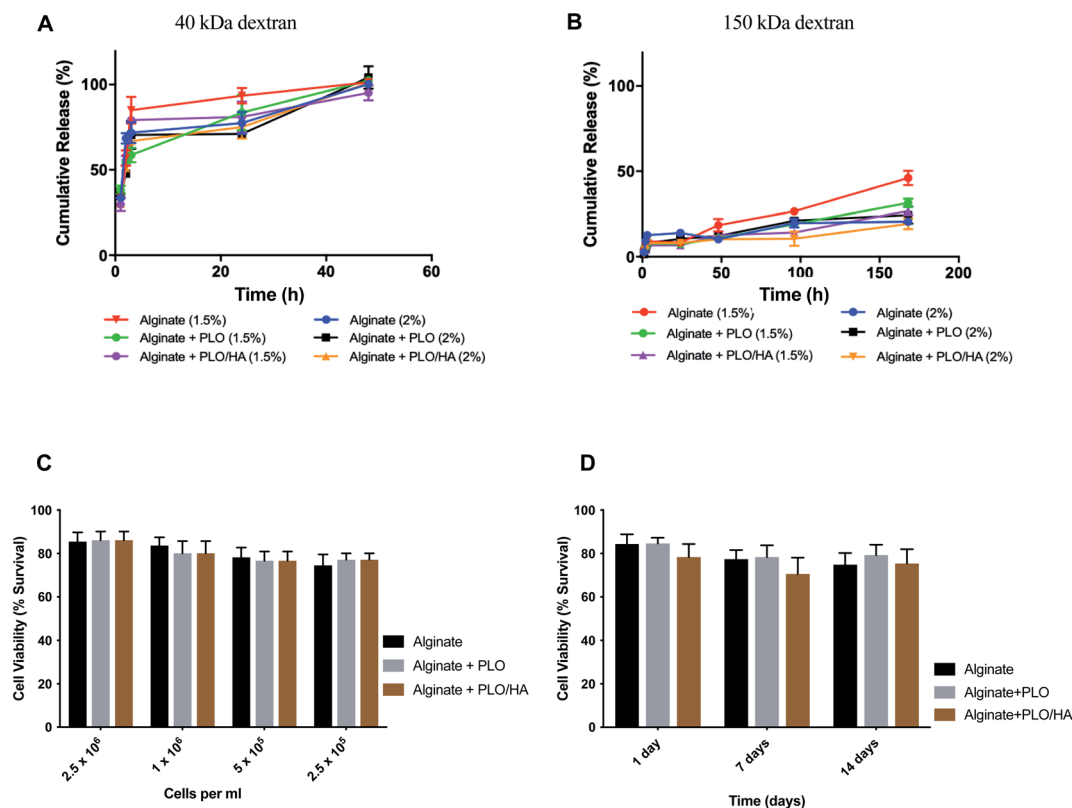 A 40 kDa dextran
Cumulative Release (%)
100
50
0
0 20 40 60
Time (h)
Alginate (1.5%) Alginate (2%)
Alginate + PLO (1.5%) Alginate + PLO (2%)
Alginate + PLO/HA (1.5%) Alginate + PLO/HA (2%)
B 150 kDa dextran
Cumulative Release (%)
150
100
50
0
0 50 100 150 200
Time (h)
Alginate (1.5%) Alginate (2%)
Alginate + PLO (1.5%) Alginate + PLO (2%)
Alginate + PLO/HA (1.5%) Alginate + PLO/HA (2%)
C
Cell Viability (% Survival)
100
80
60
40
20
0
2.5 x 10⁶ 1 x 10⁶ 5 x 10⁵ 2.5 x 10⁵
Cells per ml
Alginate
Alginate + PLO
Alginate + PLO/HA
D
Cell Viability (% Survival)
100
80
60
40
20
0
1 day 7 days 14 days
Time (days)
Alginate
Alginate+PLO
Alginate+PLO/HA